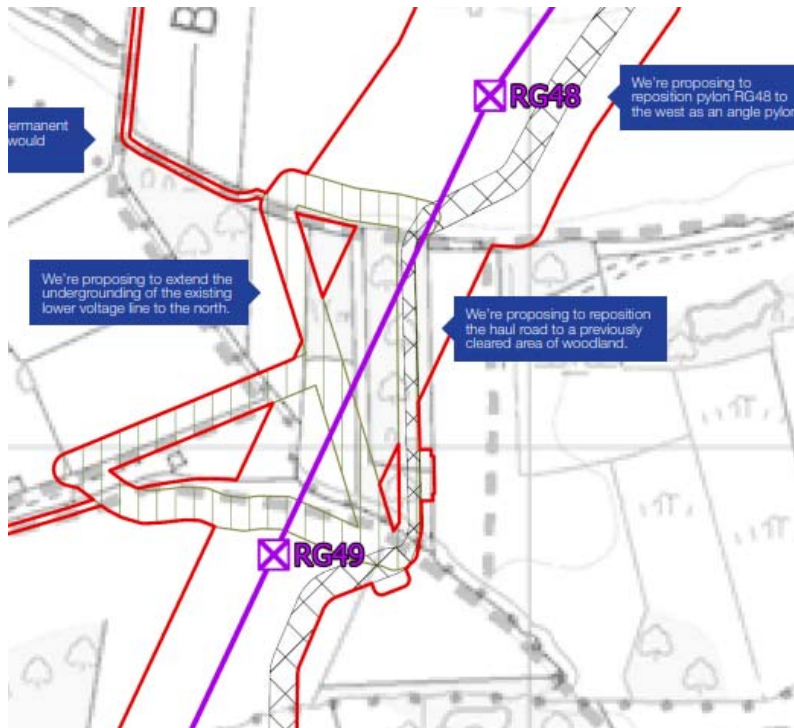 B
RG48
We're proposing to
reposition pylon RG48 to
the west as an angle pylon
ermanent
would
We're proposing to extend the
undergrounding of the existing
lower voltage line to the north.
We're proposing to reposition
the haul road to a previously
cleared area of woodland.
RG49